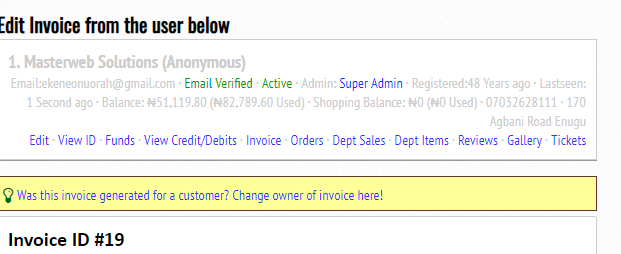 Edit Invoice from the user below
1. Masterweb Solutions (Anonymous)
Email:ekeneonuorah@gmail.com · Email Verified · Active · Admin: Super Admin · Registered:48 Years ago · Lastseen:
1 Second ago · Balance: ₦51,119.80 (₦82,789.60 Used) · Shopping Balance: ₦0 (₦0 Used) · 07032628111 · 170
Agbani Road Enugu
Edit · View ID · Funds · View Credit/Debits · Invoice · Orders · Dept Sales · Dept Items · Reviews · Gallery · Tickets
Was this invoice generated for a customer? Change owner of invoice here!
Invoice ID #19